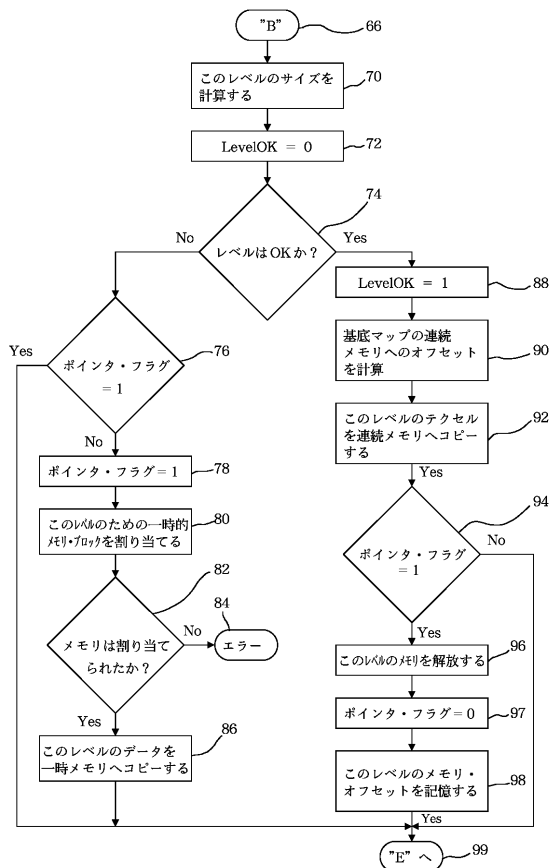 "B"
66
このレベルのサイズを
計算する
70
LevelOK = 0
72
74
レベルはOKか？
No
Yes
LevelOK = 1
88
基底マップの連続
メモリへのオフセット
を計算
90
このレベルのテクセル
を連続メモリへコピー
する
92
Yes
94
ポインタ・フラグ
= 1
No
Yes
このレベルのメモリを解放する
96
ポインタ・フラグ=0
97
このレベルのメモリ・
オフセットを記憶する
98
Yes
Yes
ポインタ・フラグ
= 1
76
No
ポインタ・フラグ=1
78
このレベルのための一時的
メモリ・ブロックを割り当てる
80
82
メモリは割り当て
られたか？
No
84
エラー
Yes
このレベルのデータを
一時メモリへコピーする
86
"E" へ
99